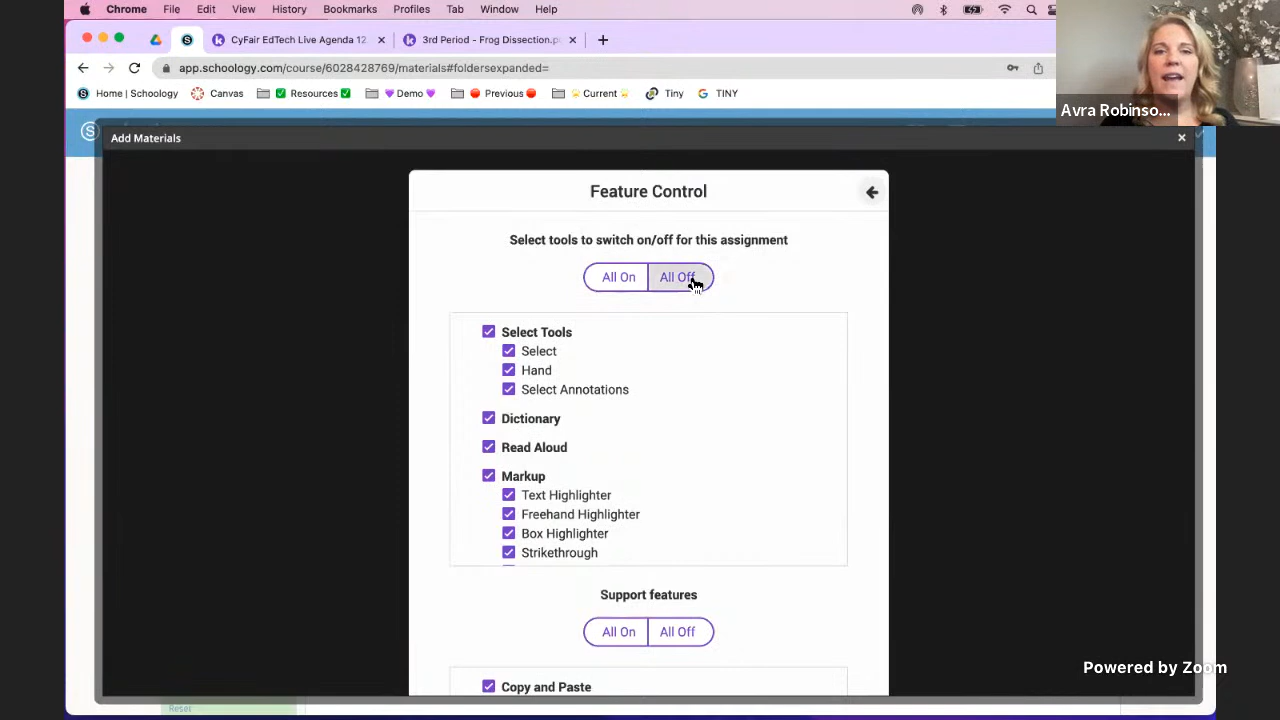 Chrome File Edit View History Bookmarks Profiles Tab Window Help
CyFair EdTech Live Agenda 12 × 3rd Period - Frog Dissection.p × +
app.schoology.com/course/6028428769/materials#foldersexpanded=
Home | Schoology Canvas Resources Demo Previous Current Tiny TINY
Avra Robinso...
Add Materials
Feature Control
Select tools to switch on/off for this assignment
All On All Off
Select Tools
Select
Hand
Select Annotations
Dictionary
Read Aloud
Markup
Text Highlighter
Freehand Highlighter
Box Highlighter
Strikethrough
Support features
All On All Off
Copy and Paste
Powered by Zoom
Reset